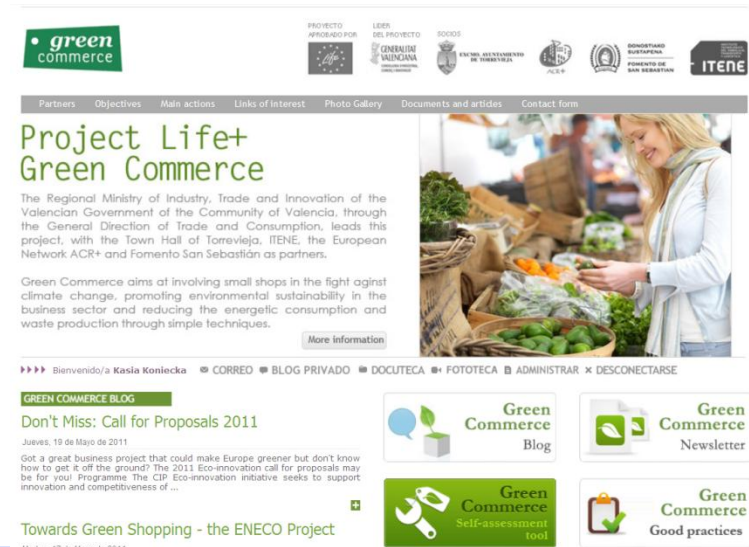 PROYECTO
APROBADO POR
LIDER
DEL PROYECTO
SOCIOS
• green
commerce
Life
GENERALITAT
VALENCIANA
EXCMO. AYUNTAMIENTO
DE TORREVIEJA
ACR+
DONOSTIAKO
SUSTAPENA
FOMENTO DE
SAN SEBASTIAN
ITENE
Partners Objectives Main actions Links of interest Photo Gallery Documents and articles Contact form
Project Life+
Green Commerce
The Regional Ministry of Industry, Trade and Innovation of the
Valencian Government of the Community of Valencia, through
the General Direction of Trade and Consumption, leads this
project, with the Town Hall of Torrevieja, ITENE, the European
Network ACR+ and Fomento San Sebastián as partners.
Green Commerce aims at involving small shops in the fight aginst
climate change, promoting environmental sustainability in the
business sector and reducing the energetic consumption and
waste production through simple techniques.
More information
Bienvenido/a Kasia Koniecka CORREO BLOG PRIVADO DOCUTECA FOTOTECA ADMINISTRAR × DESCONECTARSE
GREEN COMMERCE BLOG
Don't Miss: Call for Proposals 2011
Jueves, 19 de Mayo de 2011
Got a great business project that could make Europe greener but don't know
how to get it off the ground? The 2011 Eco-innovation call for proposals may
be for you! Programme The CIP Eco-innovation initiative seeks to support
innovation and competitiveness of ...
Towards Green Shopping - the ENECO Project
Green
Commerce
Blog
Green
Commerce
Newsletter
Green
Commerce
Self-assessment
tool
Green
Commerce
Good practices